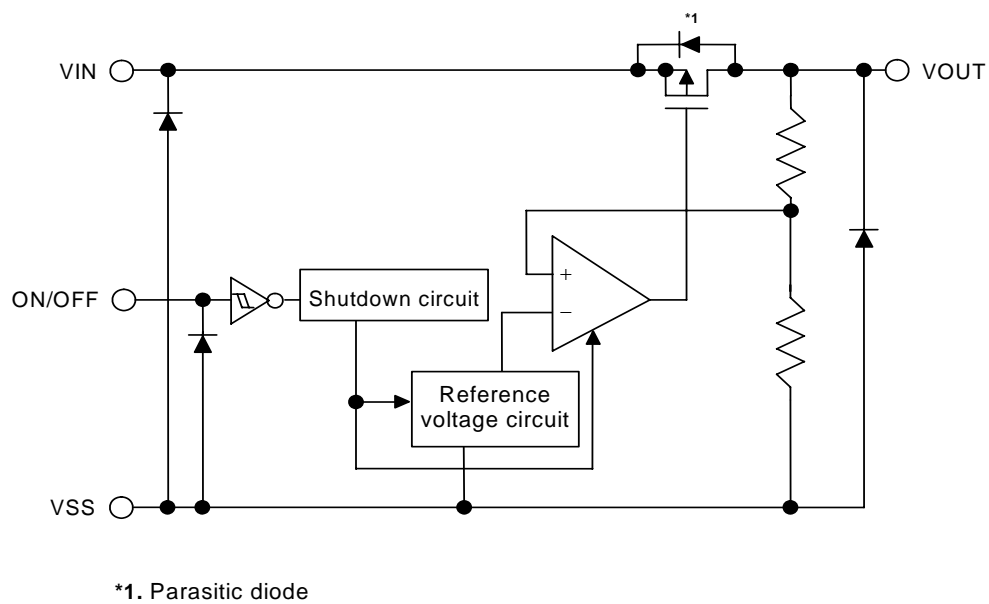 *1
VIN
VOUT
+
ON/OFF
Shutdown circuit
−
Reference
voltage circuit
VSS
*1. Parasitic diode